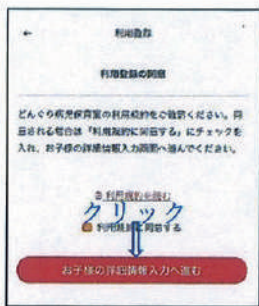 ←
利用登録
利用登録の同意
どんぐり病児保育室の利用規約をご確認ください。同
意される場合は「利用規約に同意する」にチェックを
入れ、お子様の詳細情報入力画面へ進んでください。
利用規約を読む
クリック
利用規約に同意する
お子様の詳細情報入力へ進む